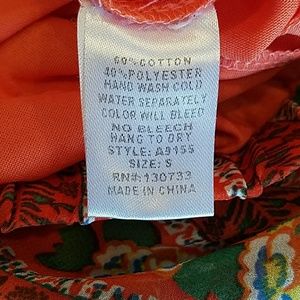 60% COTTON
40% POLYESTER
HAND WASH COLD
WATER SEPARATELY
COLOR WILL BLEED
NO BLEECH
HANG TO DRY
STYLE: A9155
SIZE: S
RN#: 130733
MADE IN CHINA